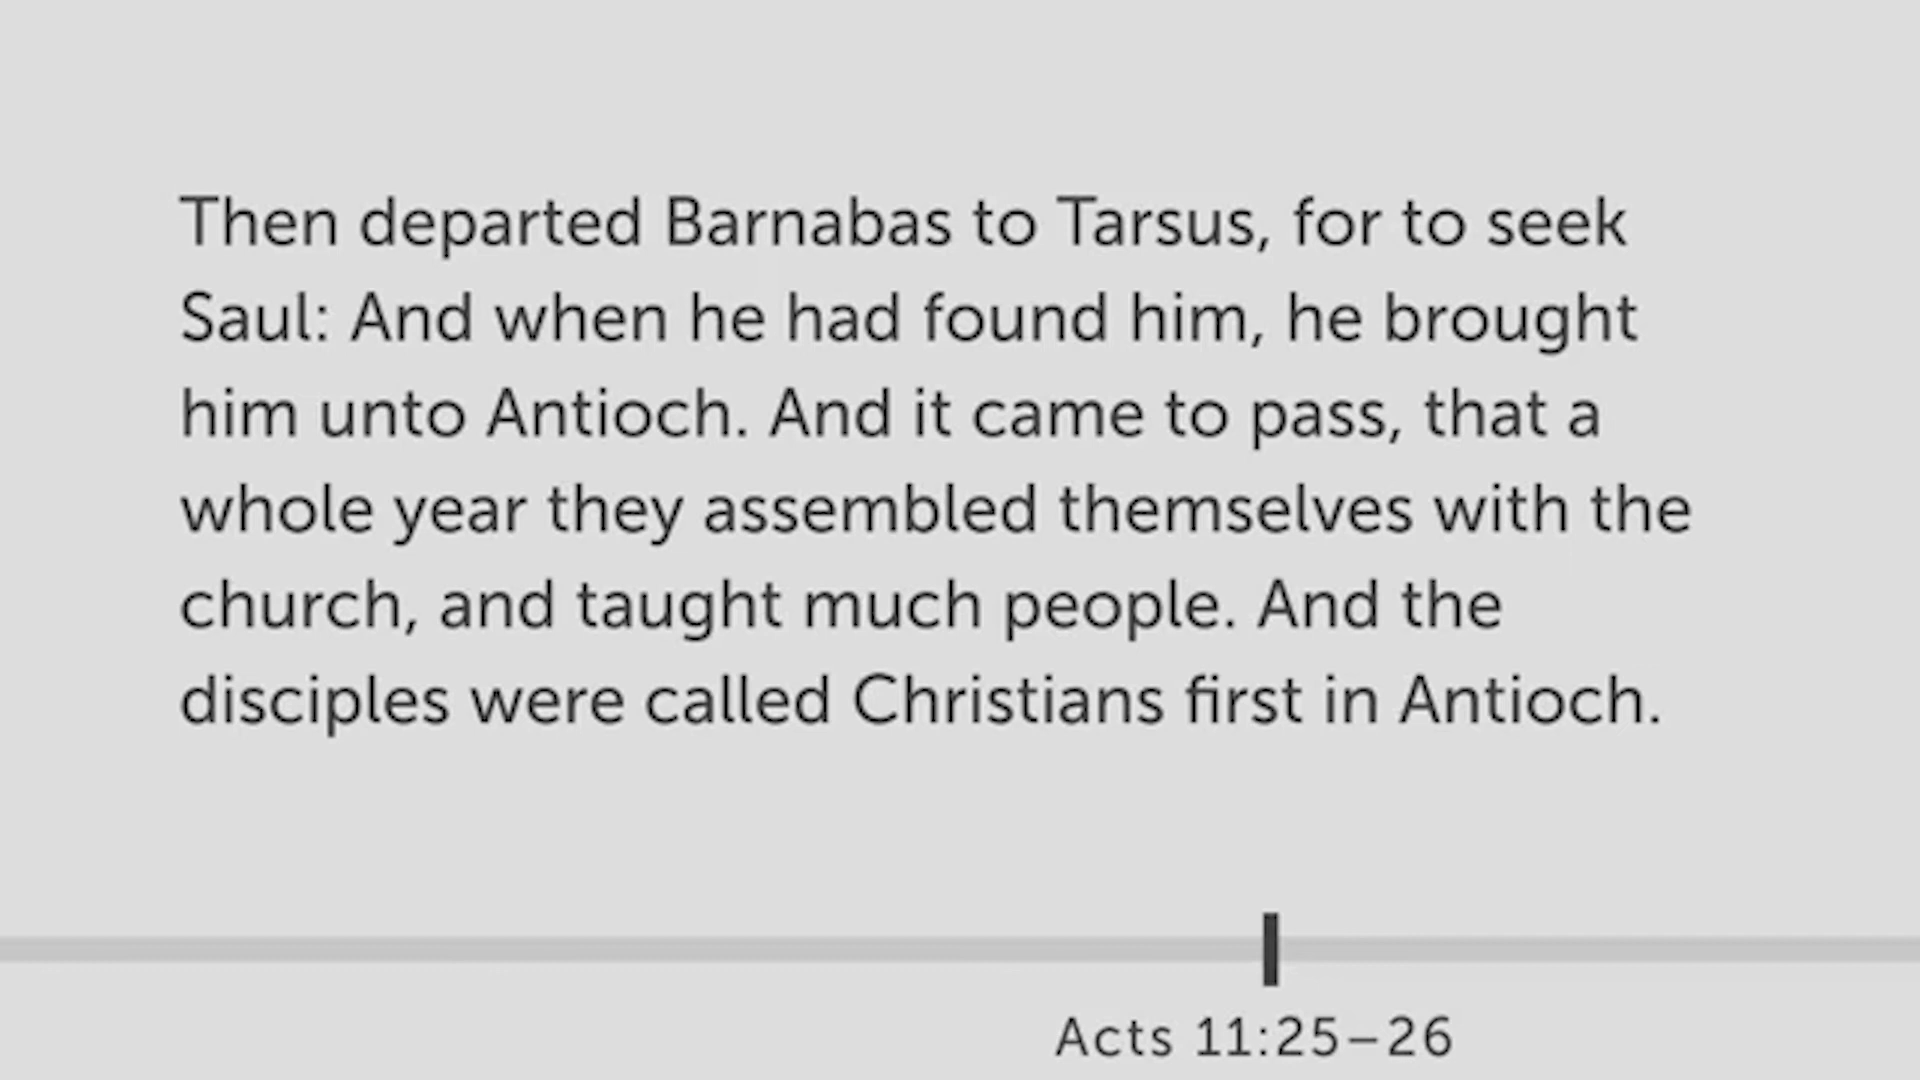 Then departed Barnabas to Tarsus, for to seek
Saul: And when he had found him, he brought
him unto Antioch. And it came to pass, that a
whole year they assembled themselves with the
church, and taught much people. And the
disciples were called Christians first in Antioch.
Acts 11:25–26